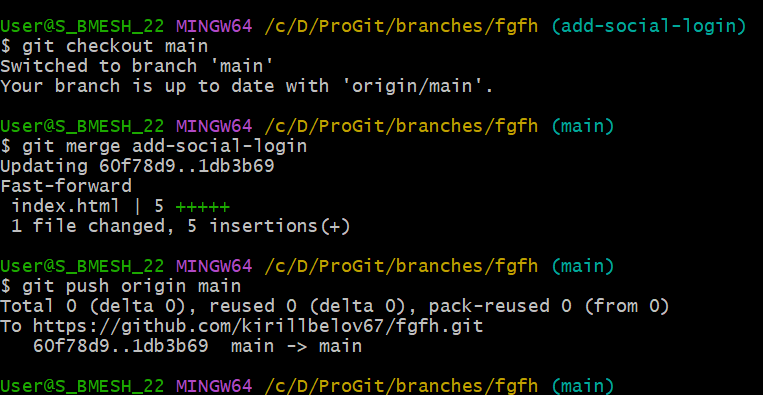 User@S_BMESH_22 MINGW64 /c/D/ProGit/branches/fgfh (add-social-login)
$ git checkout main
Switched to branch 'main'
Your branch is up to date with 'origin/main'.
User@S_BMESH_22 MINGW64 /c/D/ProGit/branches/fgfh (main)
$ git merge add-social-login
Updating 60f78d9..1db3b69
Fast-forward
 index.html | 5 +++++
 1 file changed, 5 insertions(+)
User@S_BMESH_22 MINGW64 /c/D/ProGit/branches/fgfh (main)
$ git push origin main
Total 0 (delta 0), reused 0 (delta 0), pack-reused 0 (from 0)
To https://github.com/kirillbelov67/fgfh.git
   60f78d9..1db3b69  main -> main
User@S_BMESH_22 MINGW64 /c/D/ProGit/branches/fgfh (main)